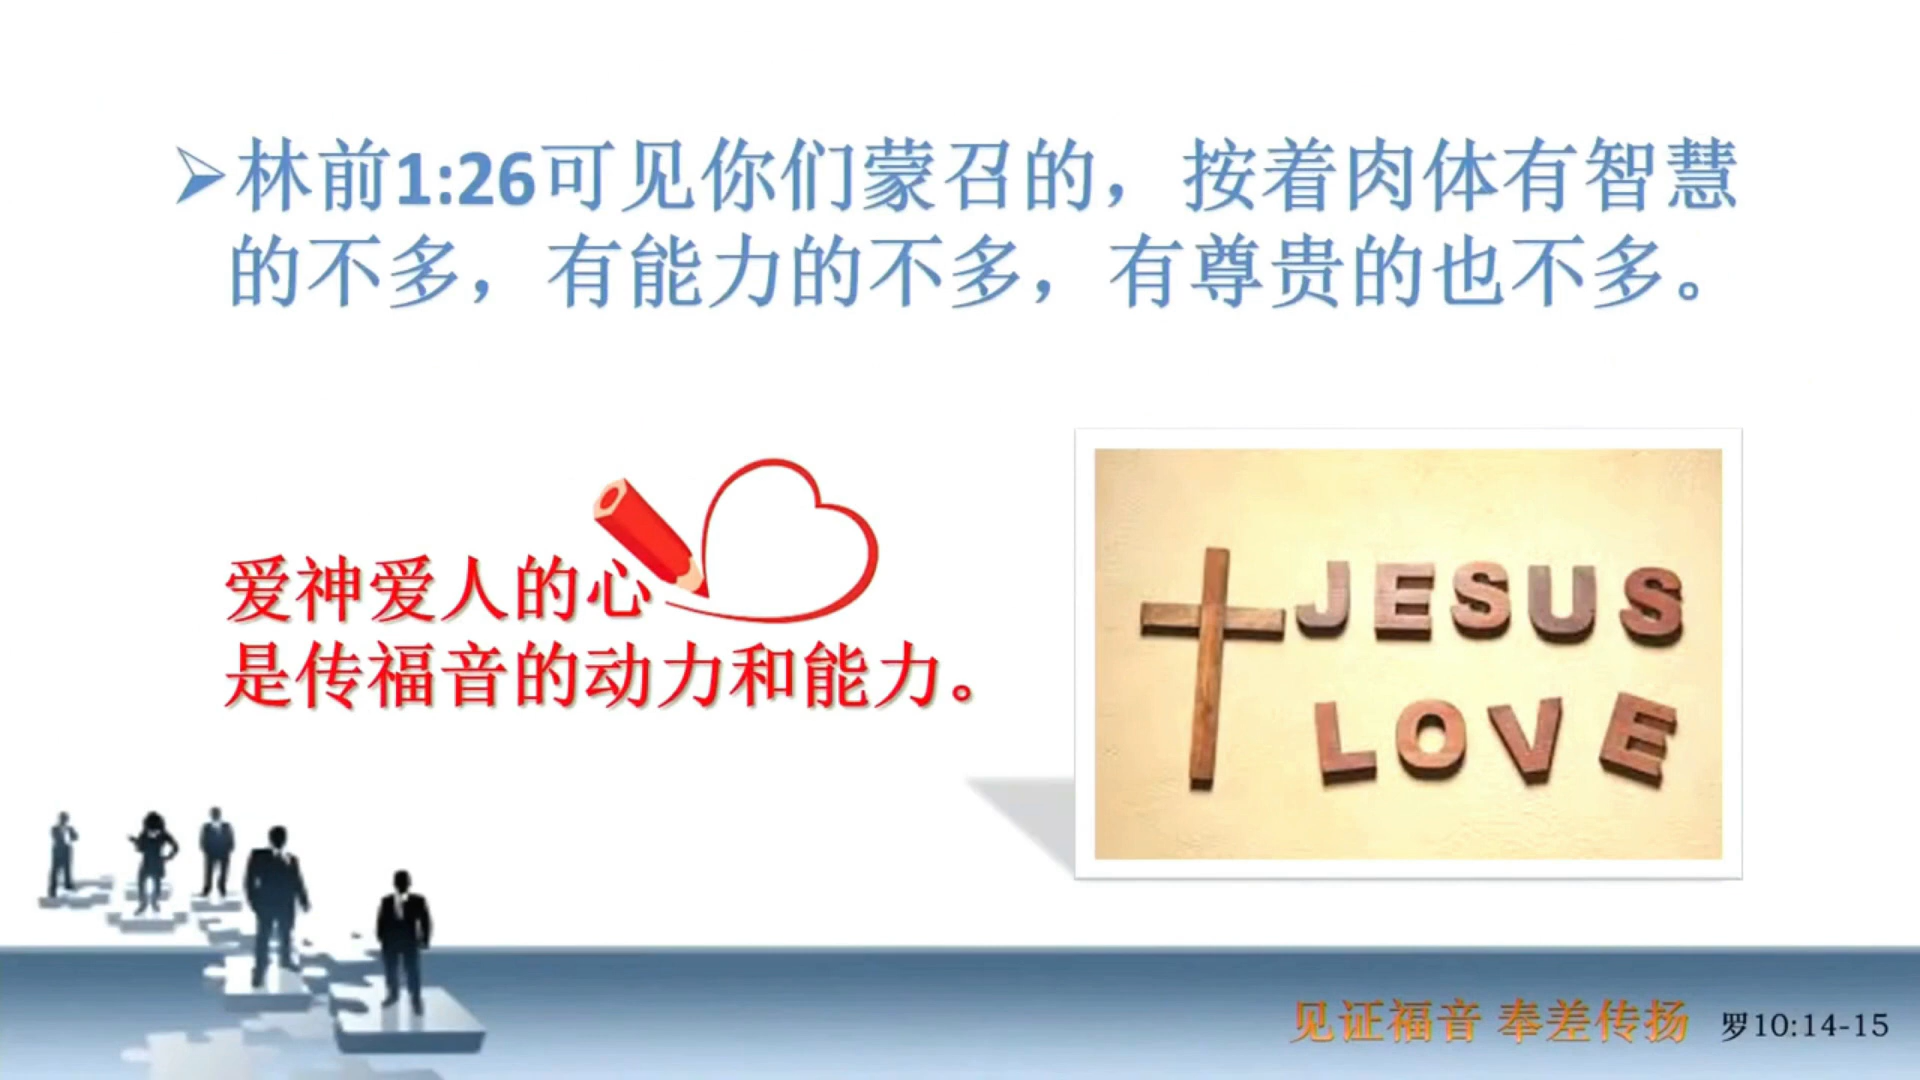 林前1:26可见你们蒙召的，按着肉体有智慧
的不多，有能力的不多，有尊贵的也不多。
爱神爱人的心
是传福音的动力和能力。
JESUS
LOVE
见证福音 奉差传扬 罗10:14-15